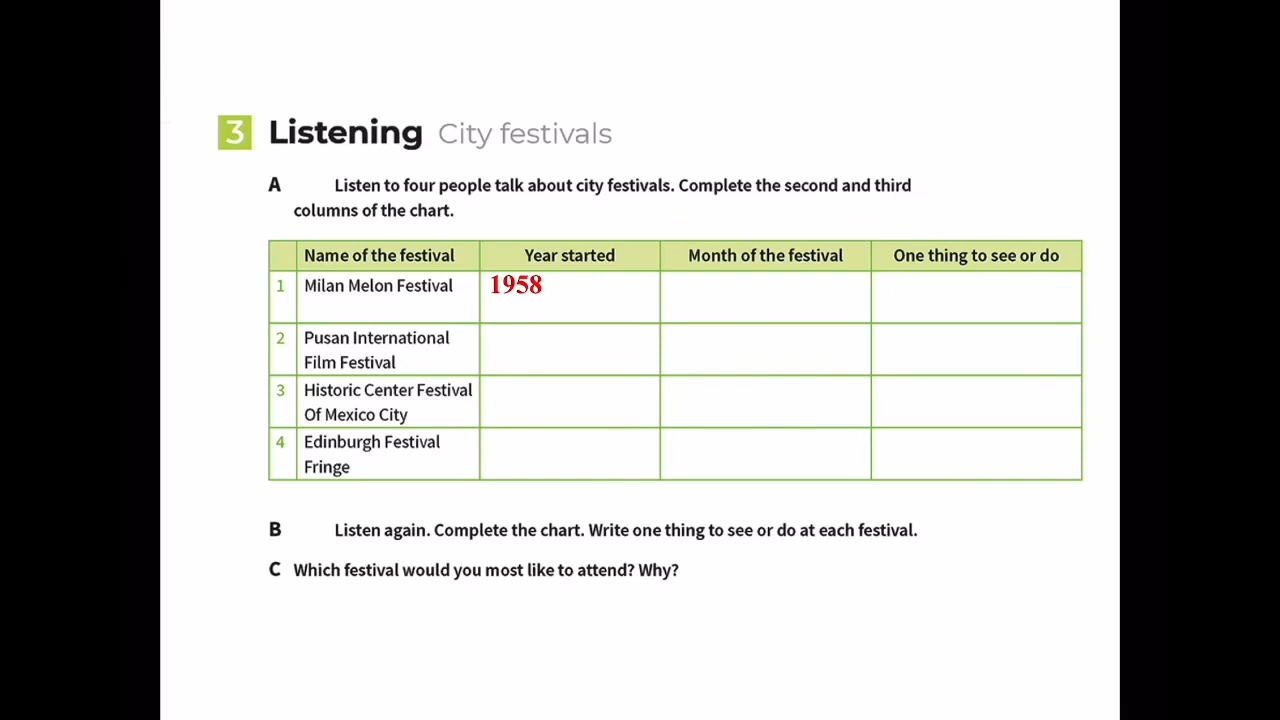 3 Listening City festivals
A Listen to four people talk about city festivals. Complete the second and third
columns of the chart.
Name of the festival Year started Month of the festival One thing to see or do
1 Milan Melon Festival 1958
2 Pusan International
Film Festival
3 Historic Center Festival
Of Mexico City
4 Edinburgh Festival
Fringe
B Listen again. Complete the chart. Write one thing to see or do at each festival.
C Which festival would you most like to attend? Why?